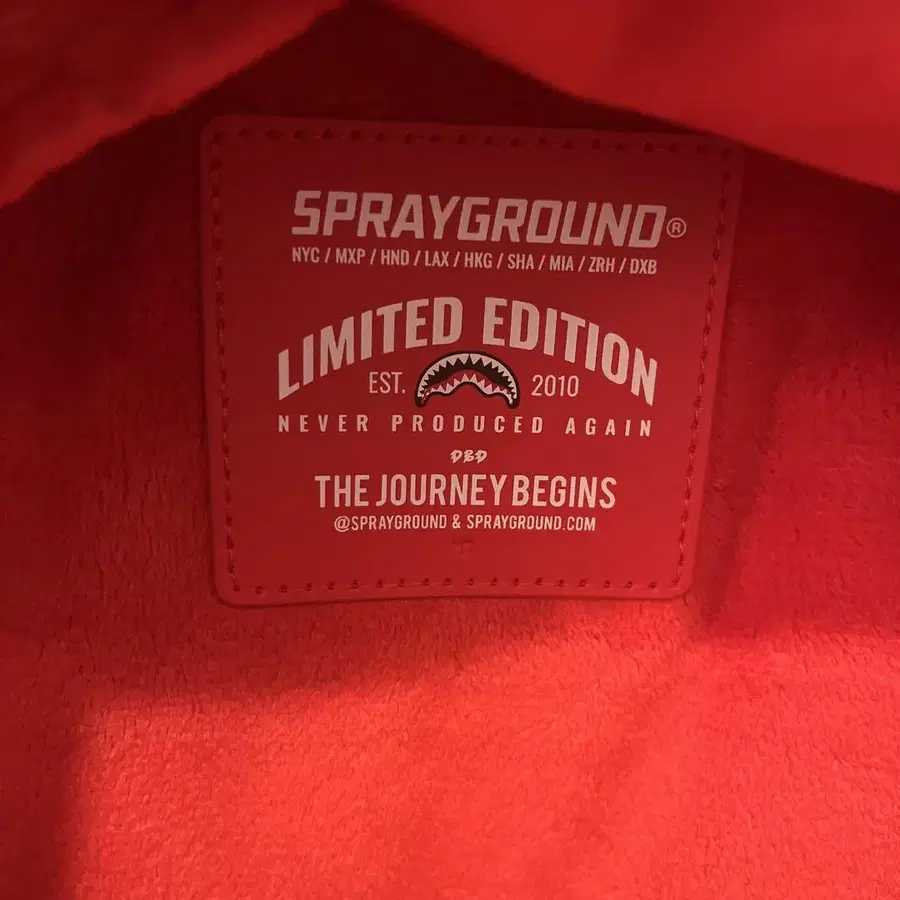 SPRAYGROUND®
NYC / MXP / HND / LAX / HKG / SHA / MIA / ZRH / DXB
LIMITED EDITION
EST. 2010
NEVER PRODUCED AGAIN
DBD
THE JOURNEY BEGINS
@SPRAYGROUND & SPRAYGROUND.COM